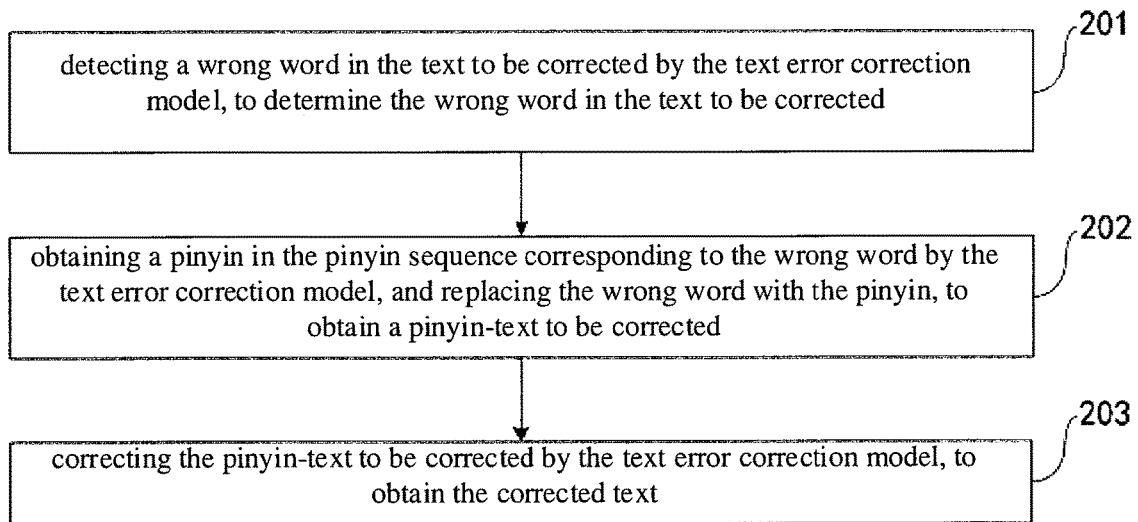 201
detecting a wrong word in the text to be corrected by the text error correction
model, to determine the wrong word in the text to be corrected
202
obtaining a pinyin in the pinyin sequence corresponding to the wrong word by the
text error correction model, and replacing the wrong word with the pinyin, to
obtain a pinyin-text to be corrected
203
correcting the pinyin-text to be corrected by the text error correction model, to
obtain the corrected text